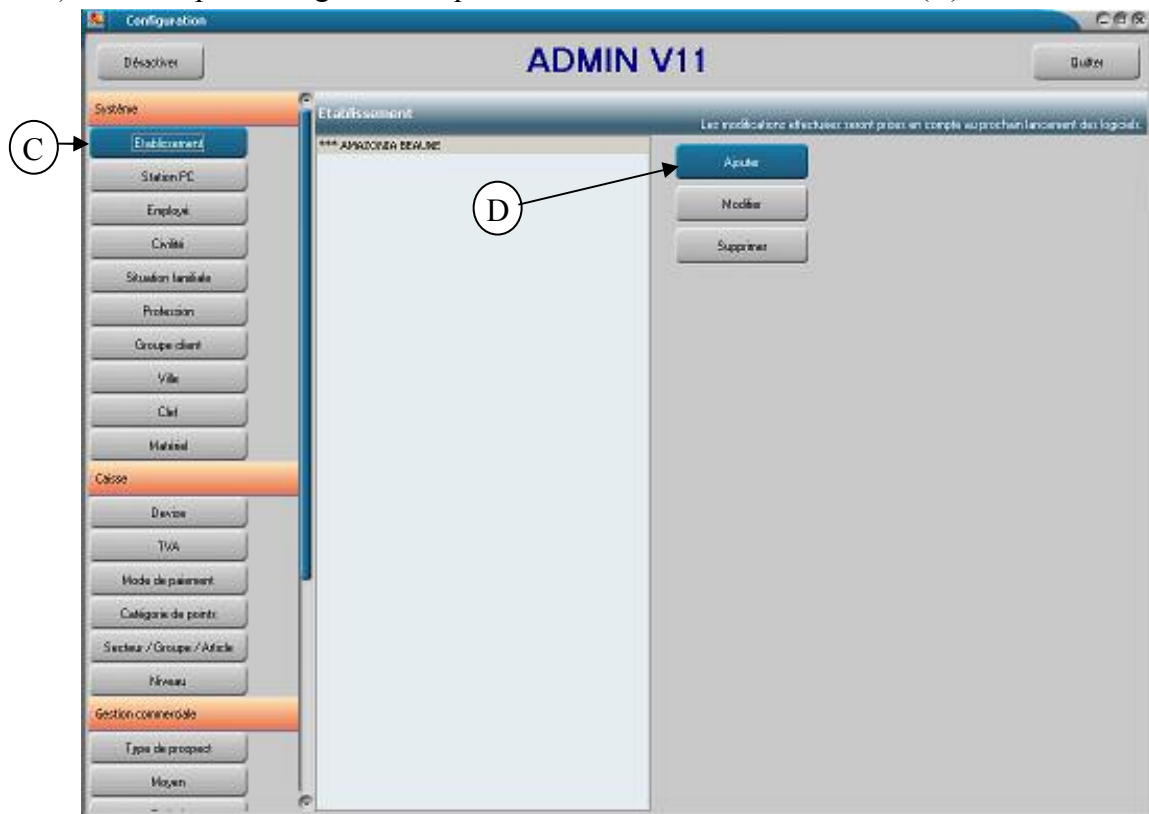 Configuration
Désactiver
ADMIN V11
Quitter
Système
Etablissement
Les modifications effectuées seront prises en compte au prochain lancement des logiciels.
C
Etablissement
*** AMAZONIA BEAUNE
Ajouter
Station PC
D
Employé
Modifier
Civilité
Supprimer
Situation familiale
Profession
Groupe client
Ville
Clef
Matériel
Caisse
Devise
TVA
Mode de paiement
Catégorie de points
Secteur / Groupe / Article
Niveau
Gestion commerciale
Type de prospect
Moyen